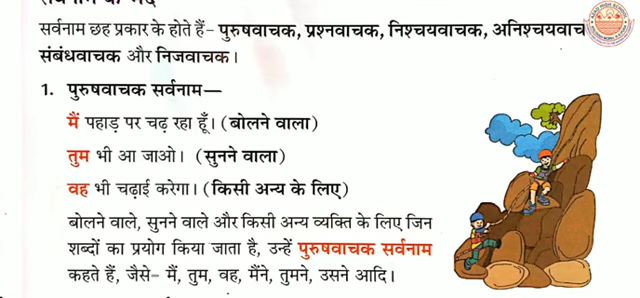 सर्वनाम के भेद
सर्वनाम छह प्रकार के होते हैं- पुरुषवाचक, प्रश्नवाचक, निश्चयवाचक, अनिश्चयवाच
संबंधवाचक और निजवाचक।
1. पुरुषवाचक सर्वनाम—
मैं पहाड़ पर चढ़ रहा हूँ। (बोलने वाला)
तुम भी आ जाओ। (सुनने वाला)
वह भी चढ़ाई करेगा। (किसी अन्य के लिए)
बोलने वाले, सुनने वाले और किसी अन्य व्यक्ति के लिए जिन
शब्दों का प्रयोग किया जाता है, उन्हें पुरुषवाचक सर्वनाम
कहते हैं, जैसे- मैं, तुम, वह, मैंने, तुमने, उसने आदि।